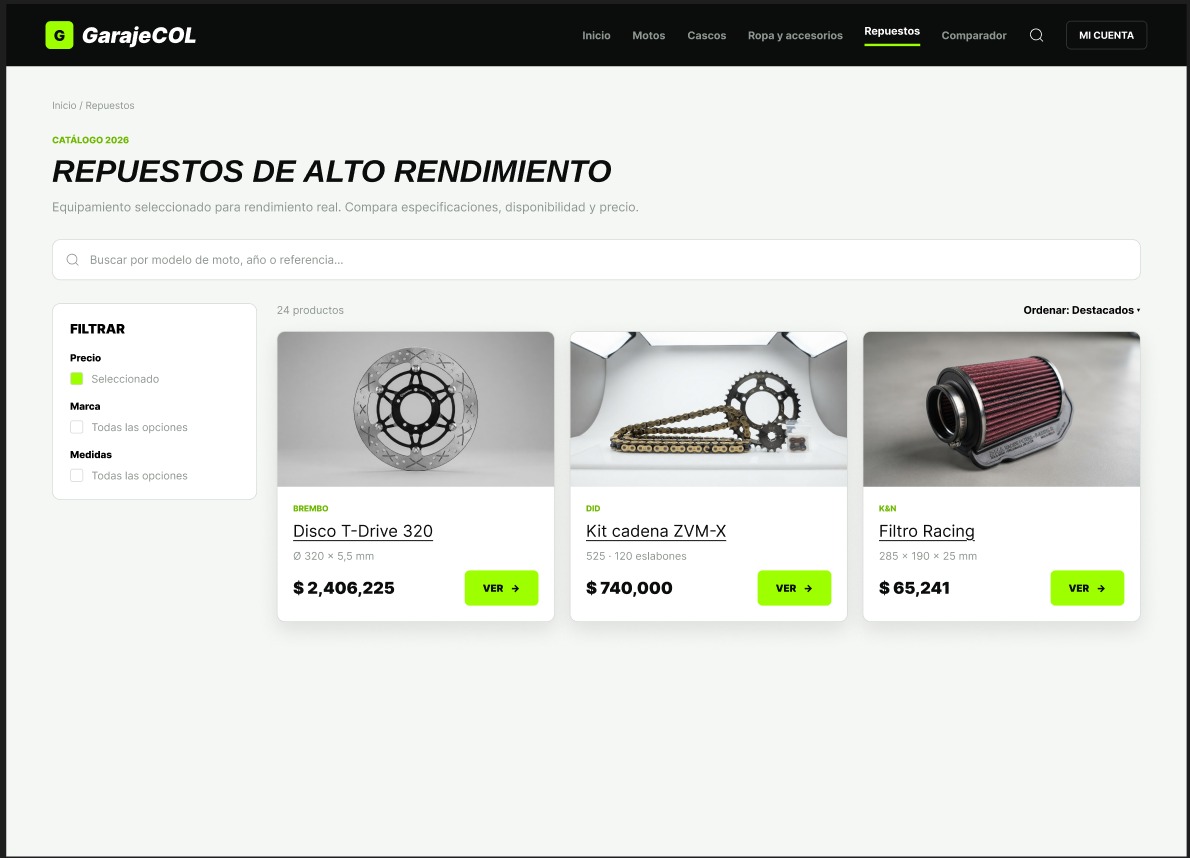 G GarajeCOL
Inicio Motos Cascos Ropa y accesorios Repuestos Comparador MI CUENTA
Inicio / Repuestos
CATÁLOGO 2026
REPUESTOS DE ALTO RENDIMIENTO
Equipamiento seleccionado para rendimiento real. Compara especificaciones, disponibilidad y precio.
Buscar por modelo de moto, año o referencia...
FILTRAR
Precio
Seleccionado
Marca
Todas las opciones
Medidas
Todas las opciones
24 productos
Ordenar: Destacados
BREMBO
Disco T-Drive 320
Ø 320 × 5,5 mm
$ 2,406,225
VER →
DID
Kit cadena ZVM-X
525 · 120 eslabones
$ 740,000
VER →
K&N
Filtro Racing
285 × 190 × 25 mm
$ 65,241
VER →